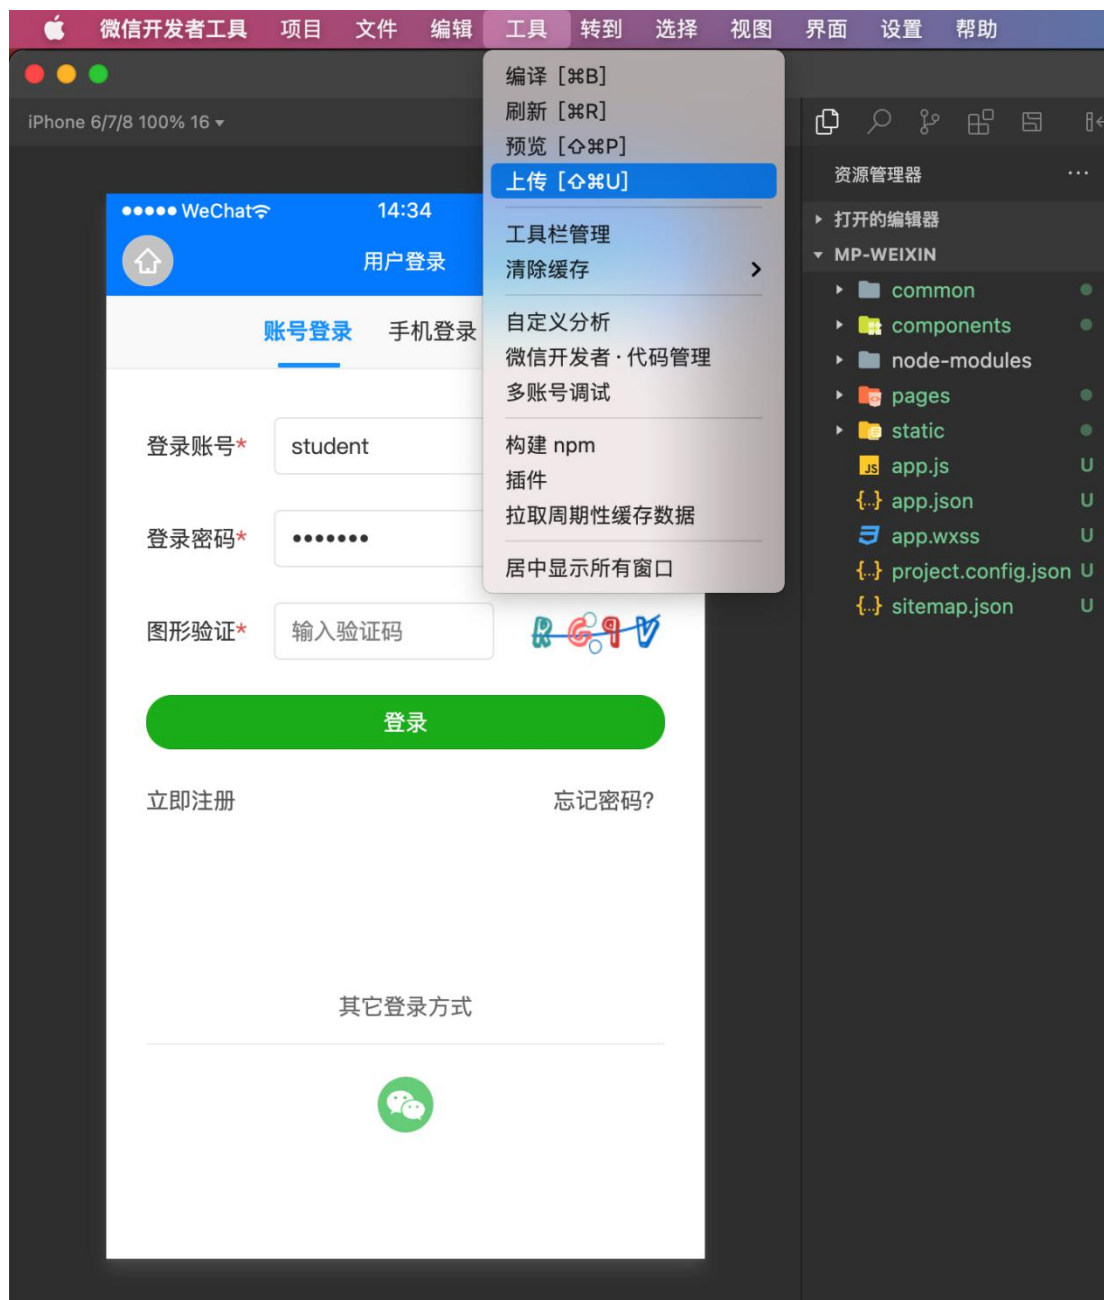 微信开发者工具 项目 文件 编辑 工具 转到 选择 视图 界面 设置 帮助
iPhone 6/7/8 100% 16
编译 [⌘B]
刷新 [⌘R]
预览 [⇧⌘P]
上传 [⇧⌘U]
工具栏管理
清除缓存
自定义分析
微信开发者·代码管理
多账号调试
构建 npm
插件
拉取周期性缓存数据
居中显示所有窗口
WeChat 14:34
用户登录
账号登录 手机登录
登录账号* student
登录密码* •••••••
图形验证* 输入验证码 RG9V
登录
立即注册 忘记密码?
其它登录方式
资源管理器 ···
打开的编辑器
MP-WEIXIN
common
components
node-modules
pages
static
JS app.js U
{..} app.json U
app.wxss U
{..} project.config.json U
{..} sitemap.json U